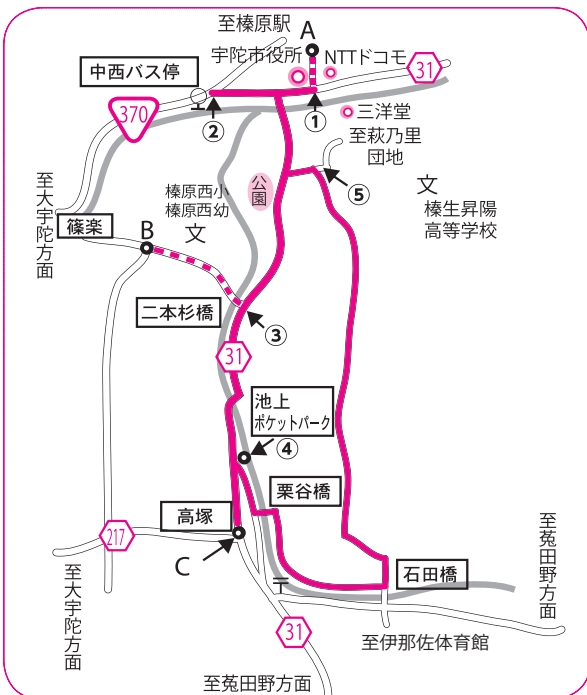 至榛原駅
A
宇陀市役所
NTTドコモ
31
中西バス停
370
②
①
三洋堂
至萩乃里
団地
⑤
文
榛生昇陽
高等学校
公園
榛原西小
榛原西幼
文
至大宇陀方面
篠楽
B
二本杉橋
③
31
池上
ポケットパーク
④
栗谷橋
高塚
217
C
石田橋
至菟田野方面
至大宇陀方面
〒
31
至伊那佐体育館
至菟田野方面